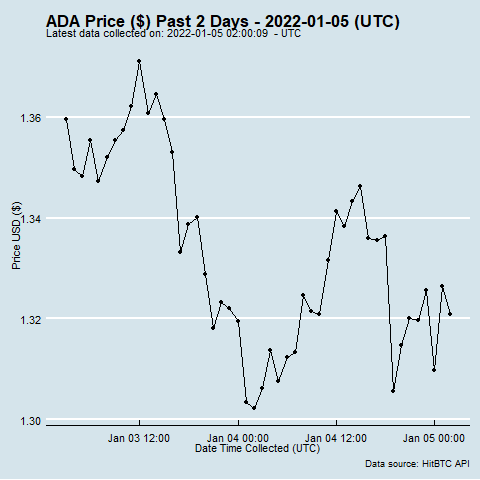 ADA Price ($) Past 2 Days - 2022-01-05 (UTC)
Latest data collected on: 2022-01-05 02:00:09  - UTC
Price USD ($)
1.36
1.34
1.32
1.30
Jan 03 12:00
Jan 04 00:00
Jan 04 12:00
Jan 05 00:00
Date Time Collected (UTC)
Data source: HitBTC API